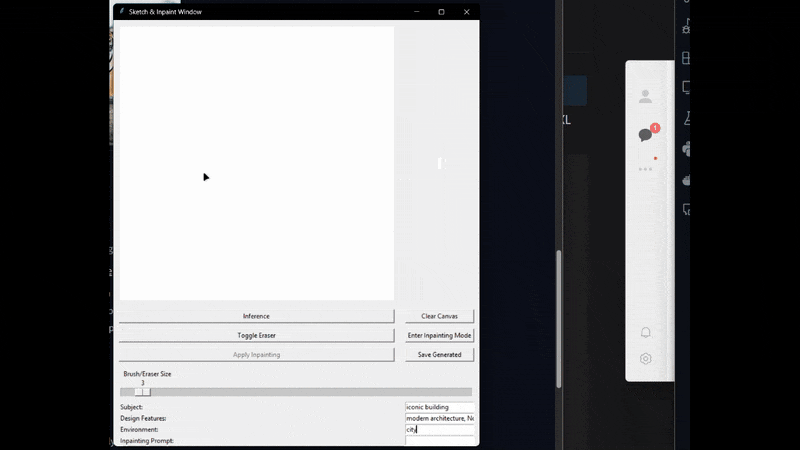 Sketch & Inpaint Window
XL
1
Inference
Clear Canvas
Toggle Eraser
Enter Inpainting Mode
Apply Inpainting
Save Generated
Brush/Eraser Size
3
Subject:
iconic building
Design Features:
modern architecture,
Environment:
city
Inpainting Prompt: